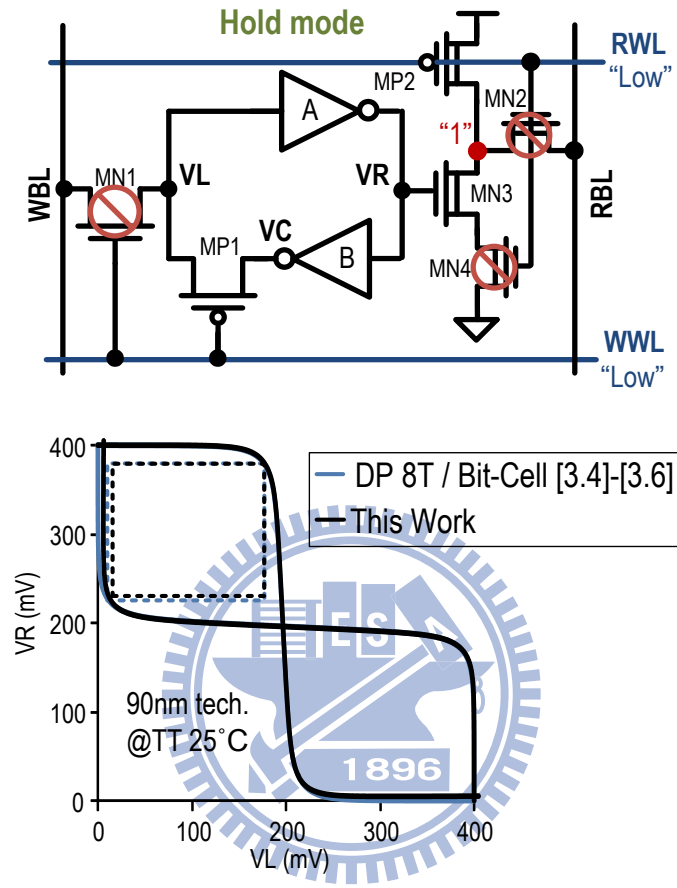 Hold mode
RWL
"Low"
MP2
MN2
A
"1"
WBL
MN1
VL
VR
MN3
RBL
MP1
VC
B
MN4
WWL
"Low"
400
300
200
100
0
VR (mV)
DP 8T / Bit-Cell [3.4]-[3.6]
This Work
90nm tech.
@TT 25˚C
E S
1896
0
100
200
300
400
VL (mV)